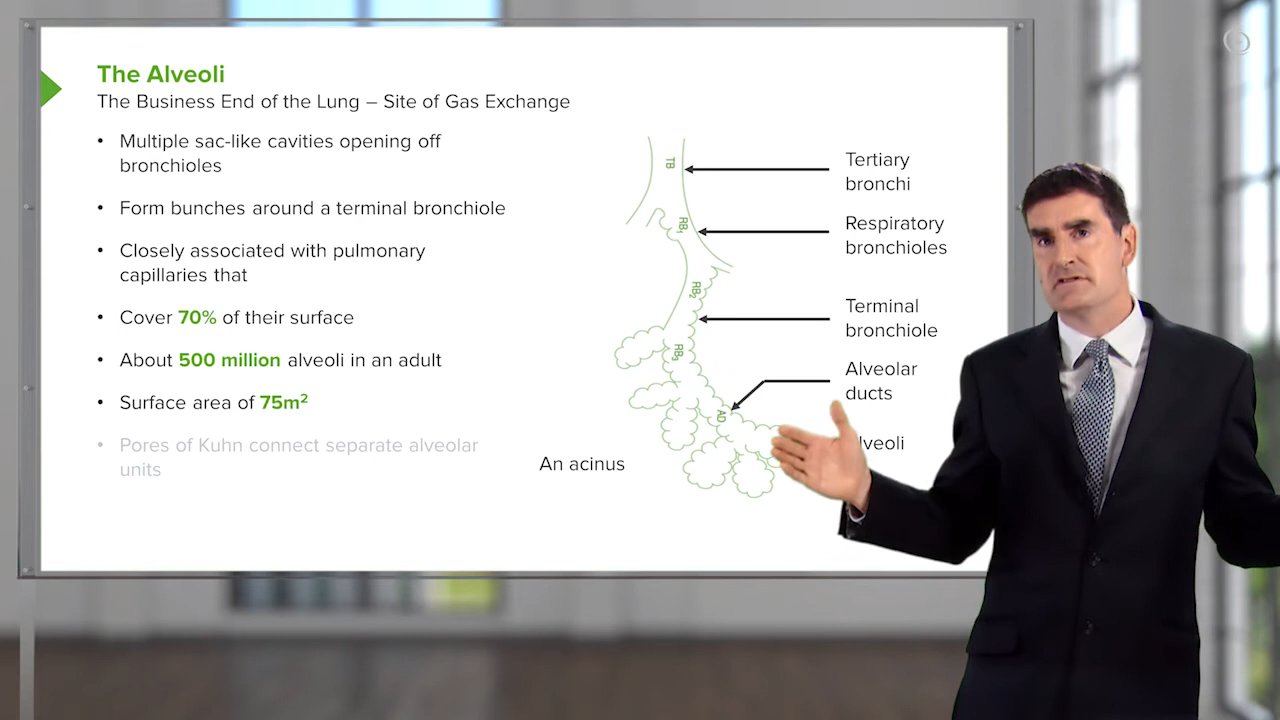 The Alveoli
The Business End of the Lung – Site of Gas Exchange
• Multiple sac-like cavities opening off
bronchioles
• Form bunches around a terminal bronchiole
• Closely associated with pulmonary
capillaries that
• Cover 70% of their surface
• About 500 million alveoli in an adult
• Surface area of 75m²
• Pores of Kuhn connect separate alveolar
units
TB
RB₁
RB₂
RB₃
AD
An acinus
Tertiary
bronchi
Respiratory
bronchioles
Terminal
bronchiole
Alveolar
ducts
lveoli